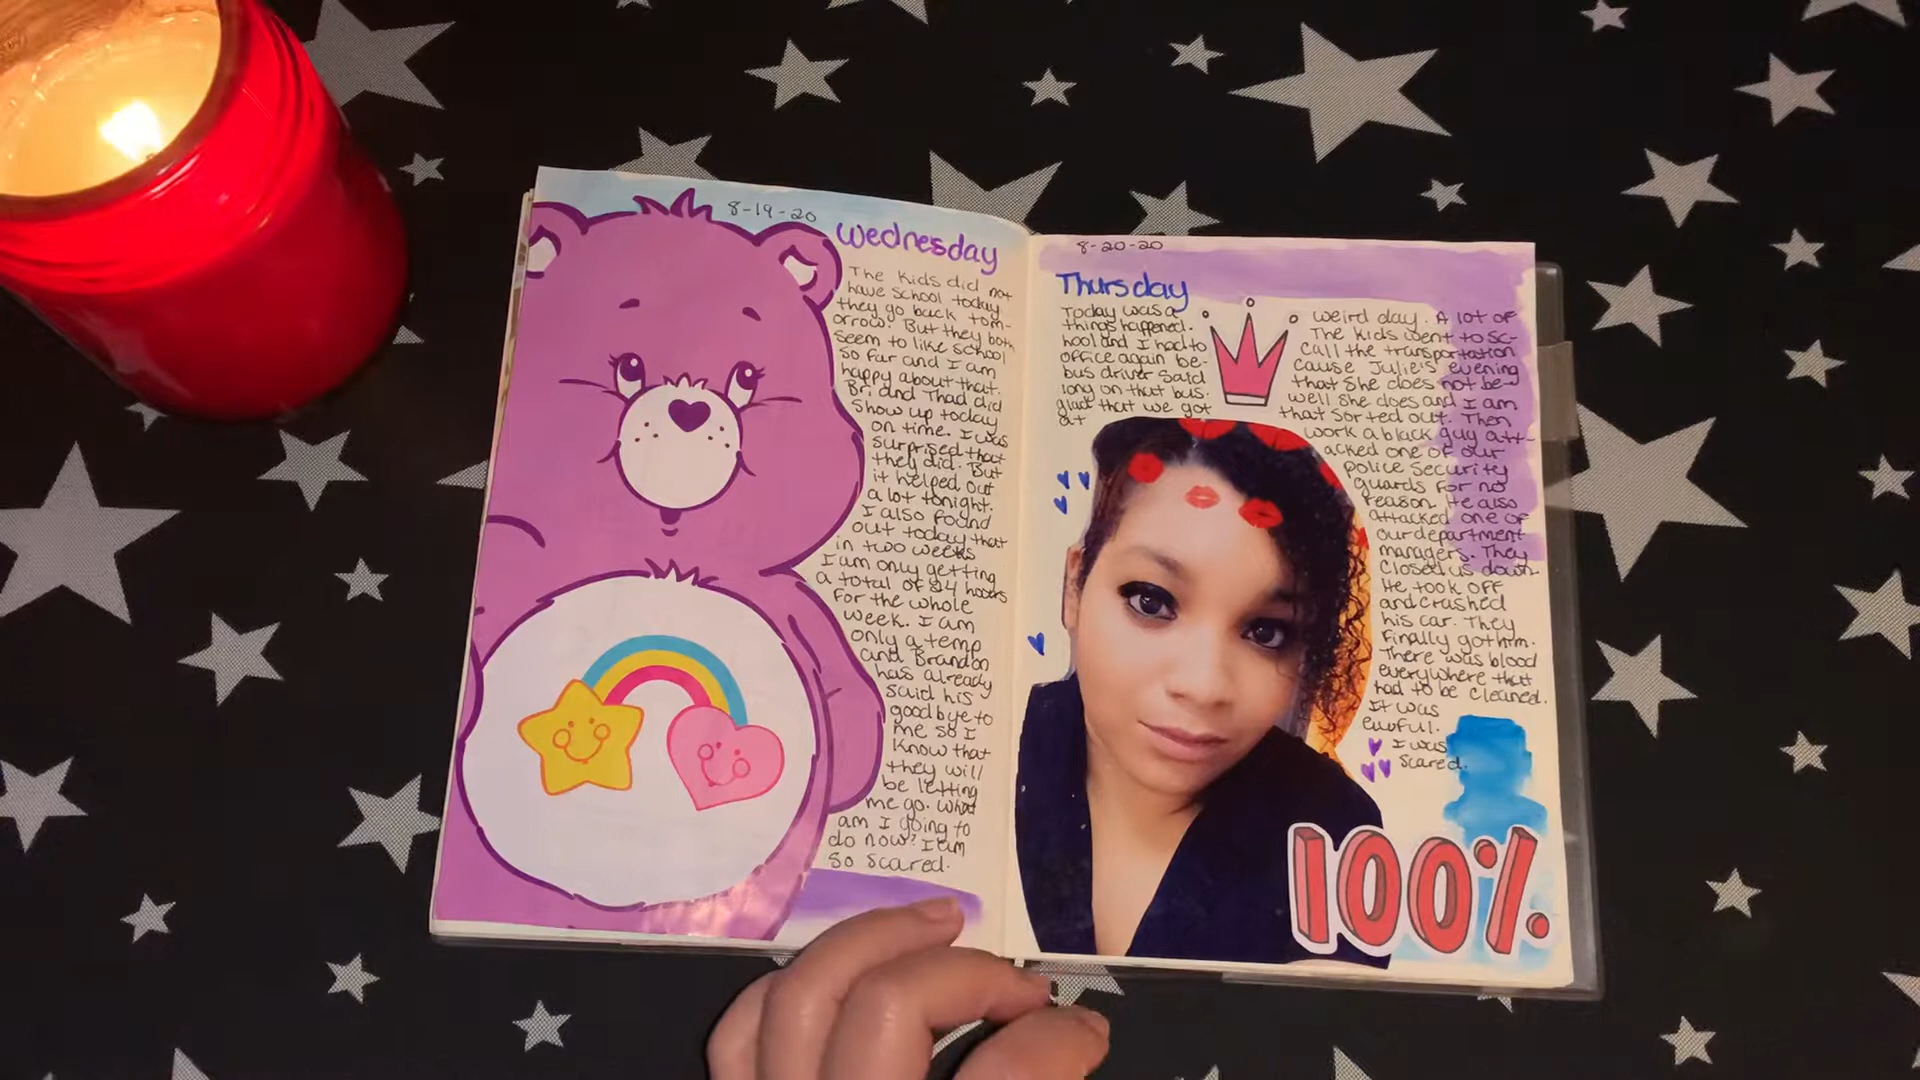 8-19-20
Wednesday
The kids did not
have school today
they go back tom-
orrow. But they both
seem to like school
so far and I am
happy about that.
Bri and Thad did
show up today
on time. I was
surprised that
they did. But
it helped out
a lot tonight.
I also found
out today that
in two weeks
I am only getting
a total of 24 hours
for the whole
week. I am
only a temp
and Brandon
has already
said his
goodbye to
me so I
know that
they will
be letting
me go. What
am I going to
do now? I am
so scared.
8-20-20
Thursday
Today was a weird day. A lot of
things happened. The kids went to sc-
hool and I had to call the transportation
office again be- cause Julie's evening
bus driver said that she does not be-
long on that bus. well she does and I am
glad that we got that sorted out. Then
at work a black guy att-
acked one of our
police security
guards for no
reason. He also
attacked one of
our department
managers. They
closed us down.
He took off
and crashed
his car. They
finally got him.
There was blood
everywhere that
had to be cleaned.
It was
awful.
I was
scared.
100%